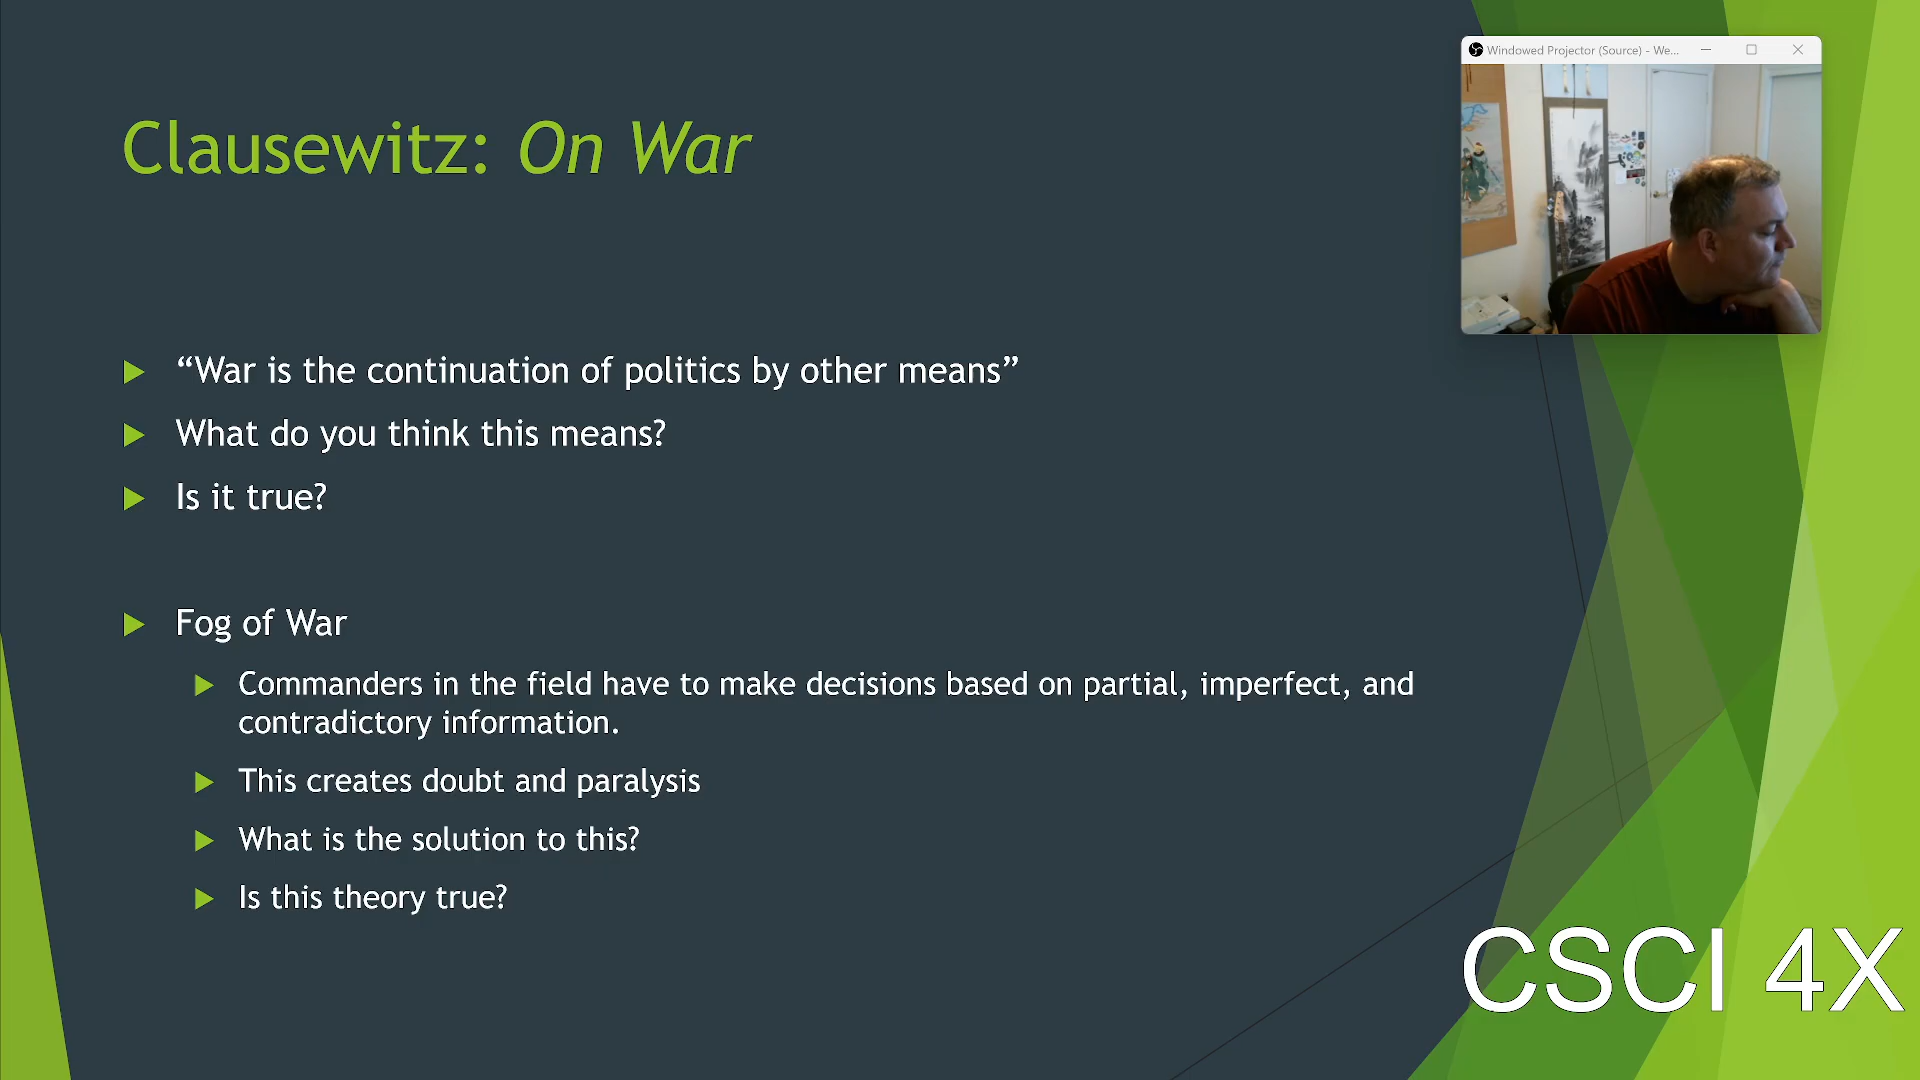 Windowed Projector (Source) - We...
Clausewitz: On War
“War is the continuation of politics by other means”
What do you think this means?
Is it true?
Fog of War
Commanders in the field have to make decisions based on partial, imperfect, and
contradictory information.
This creates doubt and paralysis
What is the solution to this?
Is this theory true?
CSCI 4X